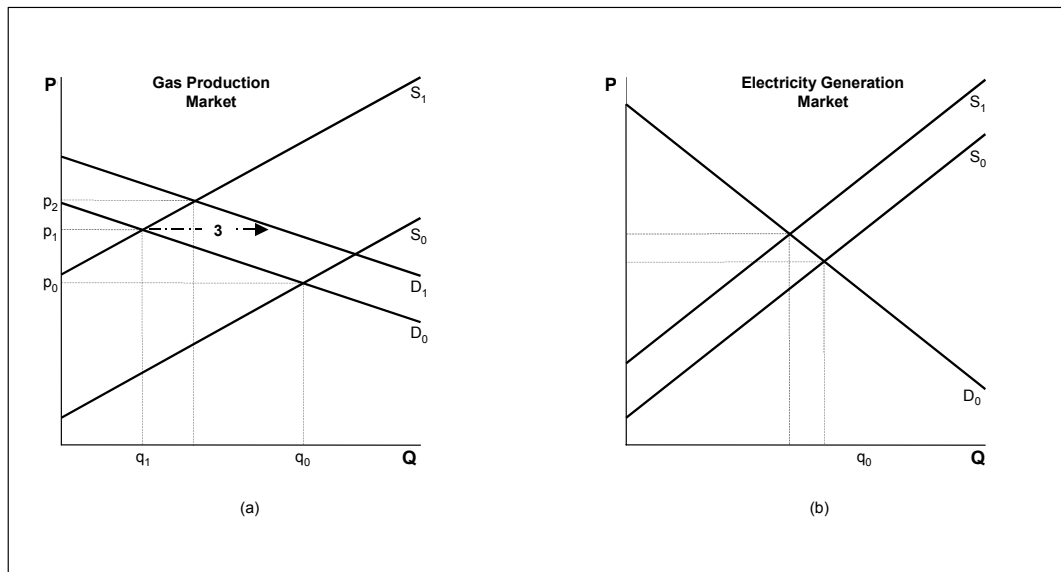 Gas Production
Market
P
S₁
p₂
p₁
3
S₀
p₀
D₁
D₀
q₁
q₀
Q
(a)
Electricity Generation
Market
P
S₁
S₀
D₀
q₀
Q
(b)